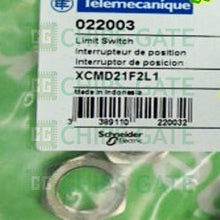 Telemecanique
022003
Limit Switch
Interrupteur de position
Interruptor de posicion
XCMD21F2L1
Made in Indonesia
3 389110 220032
Schneider
Electric